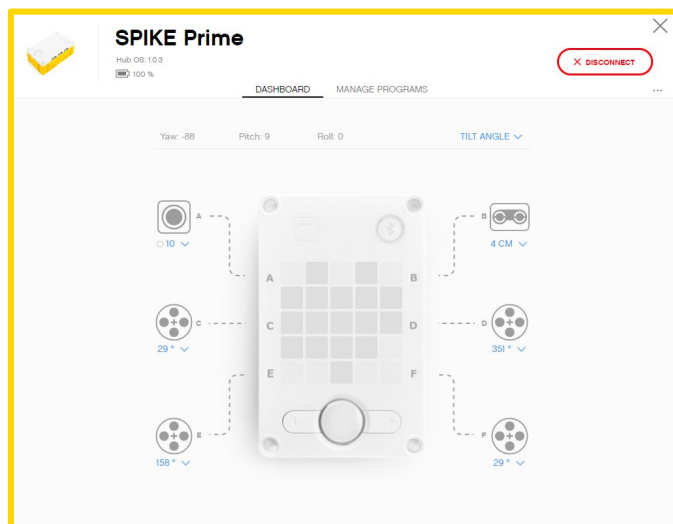 SPIKE Prime
Hub OS: 1.0.3
100 %
DISCONNECT
DASHBOARD MANAGE PROGRAMS
...
Yaw: -88 Pitch: 9 Roll: 0 TILT ANGLE
A B
10 4 CM
A B
C C D D
29 ° 351 °
E F
E F
158 ° 29 °